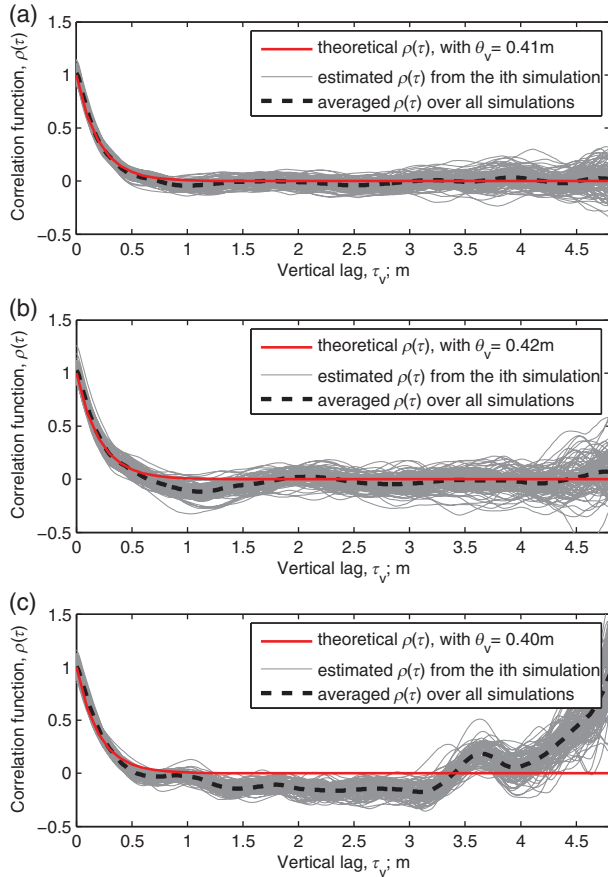 (a)
1.5
1
0.5
0
−0.5
Correlation function, ρ(τ)
theoretical ρ(τ), with θv= 0.41m
estimated ρ(τ) from the ith simulation
averaged ρ(τ) over all simulations
0 0.5 1 1.5 2 2.5 3 3.5 4 4.5
Vertical lag, τv; m
(b)
1.5
1
0.5
0
−0.5
Correlation function, ρ(τ)
theoretical ρ(τ), with θv= 0.42m
estimated ρ(τ) from the ith simulation
averaged ρ(τ) over all simulations
0 0.5 1 1.5 2 2.5 3 3.5 4 4.5
Vertical lag, τv; m
(c)
1.5
1
0.5
0
−0.5
Correlation function, ρ(τ)
theoretical ρ(τ), with θv= 0.40m
estimated ρ(τ) from the ith simulation
averaged ρ(τ) over all simulations
0 0.5 1 1.5 2 2.5 3 3.5 4 4.5
Vertical lag, τv; m